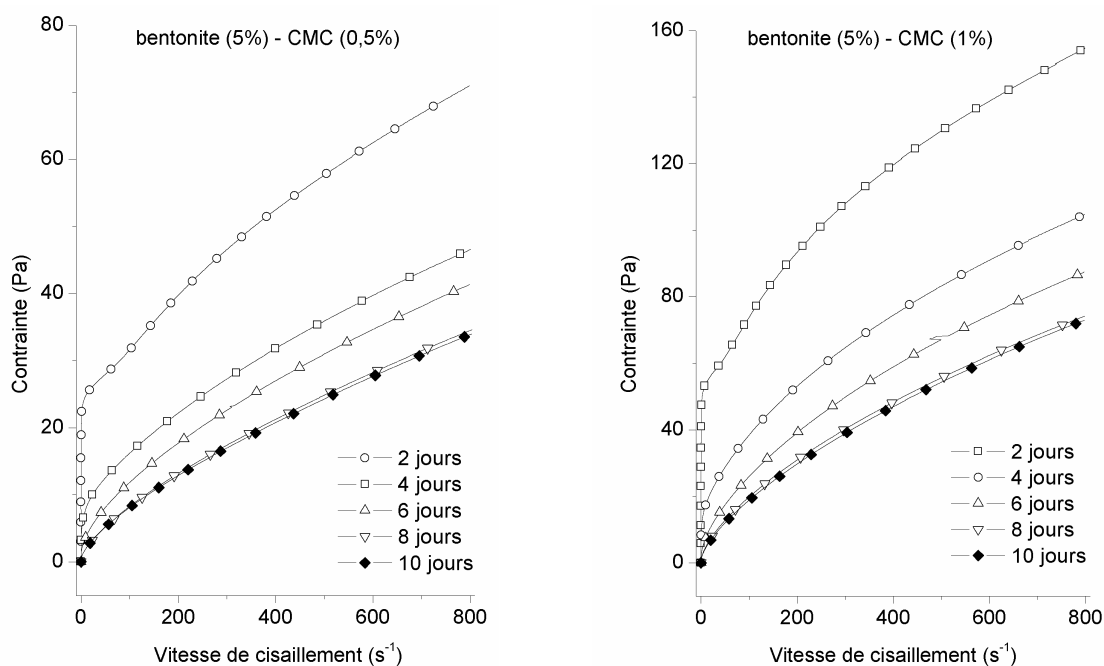 bentonite (5%) - CMC (0,5%)
80
60
40
20
0
Contrainte (Pa)
2 jours
4 jours
6 jours
8 jours
10 jours
0 200 400 600 800
Vitesse de cisaillement (s⁻¹)
bentonite (5%) - CMC (1%)
160
120
80
40
0
Contrainte (Pa)
2 jours
4 jours
6 jours
8 jours
10 jours
0 200 400 600 800
Vitesse de cisaillement (s⁻¹)